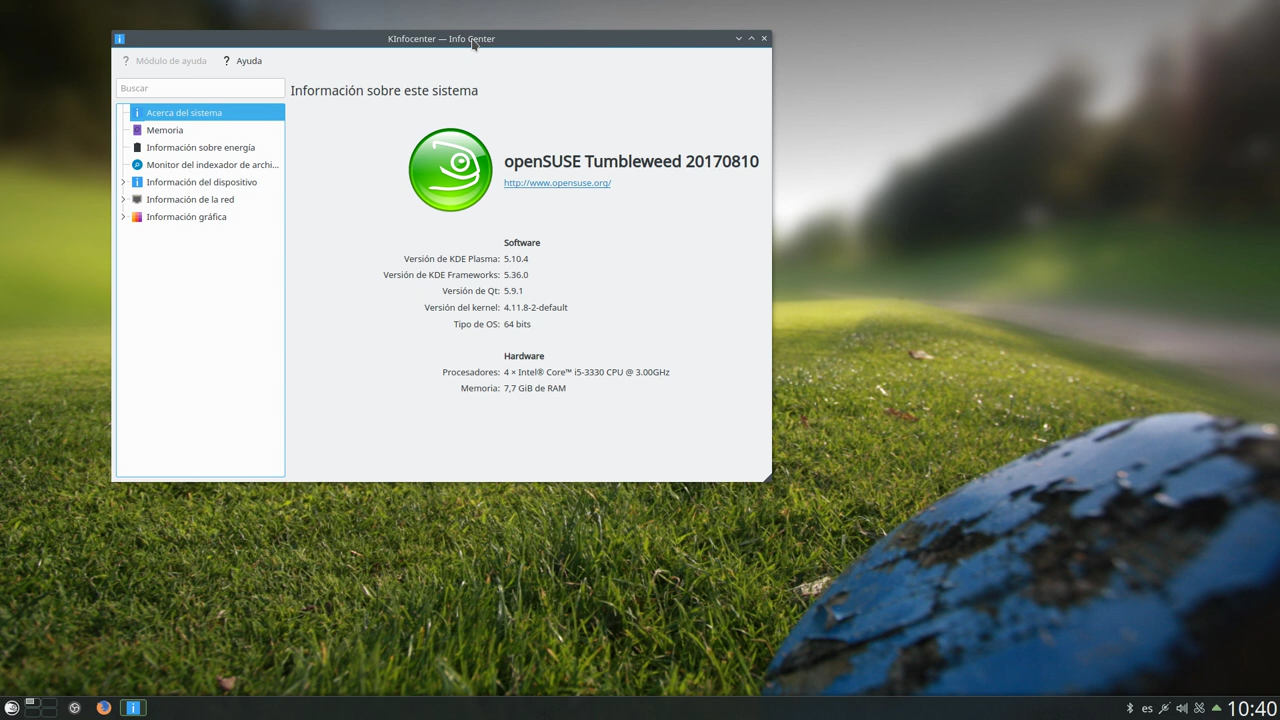 KInfocenter — Info Center
Módulo de ayuda Ayuda
Buscar
Información sobre este sistema
Acerca del sistema
Memoria
Información sobre energía
Monitor del indexador de archi...
Información del dispositivo
Información de la red
Información gráfica
openSUSE Tumbleweed 20170810
http://www.opensuse.org/
Software
Versión de KDE Plasma: 5.10.4
Versión de KDE Frameworks: 5.36.0
Versión de Qt: 5.9.1
Versión del kernel: 4.11.8-2-default
Tipo de OS: 64 bits
Hardware
Procesadores: 4 × Intel® Core™ i5-3330 CPU @ 3.00GHz
Memoria: 7,7 GiB de RAM
es 10:40